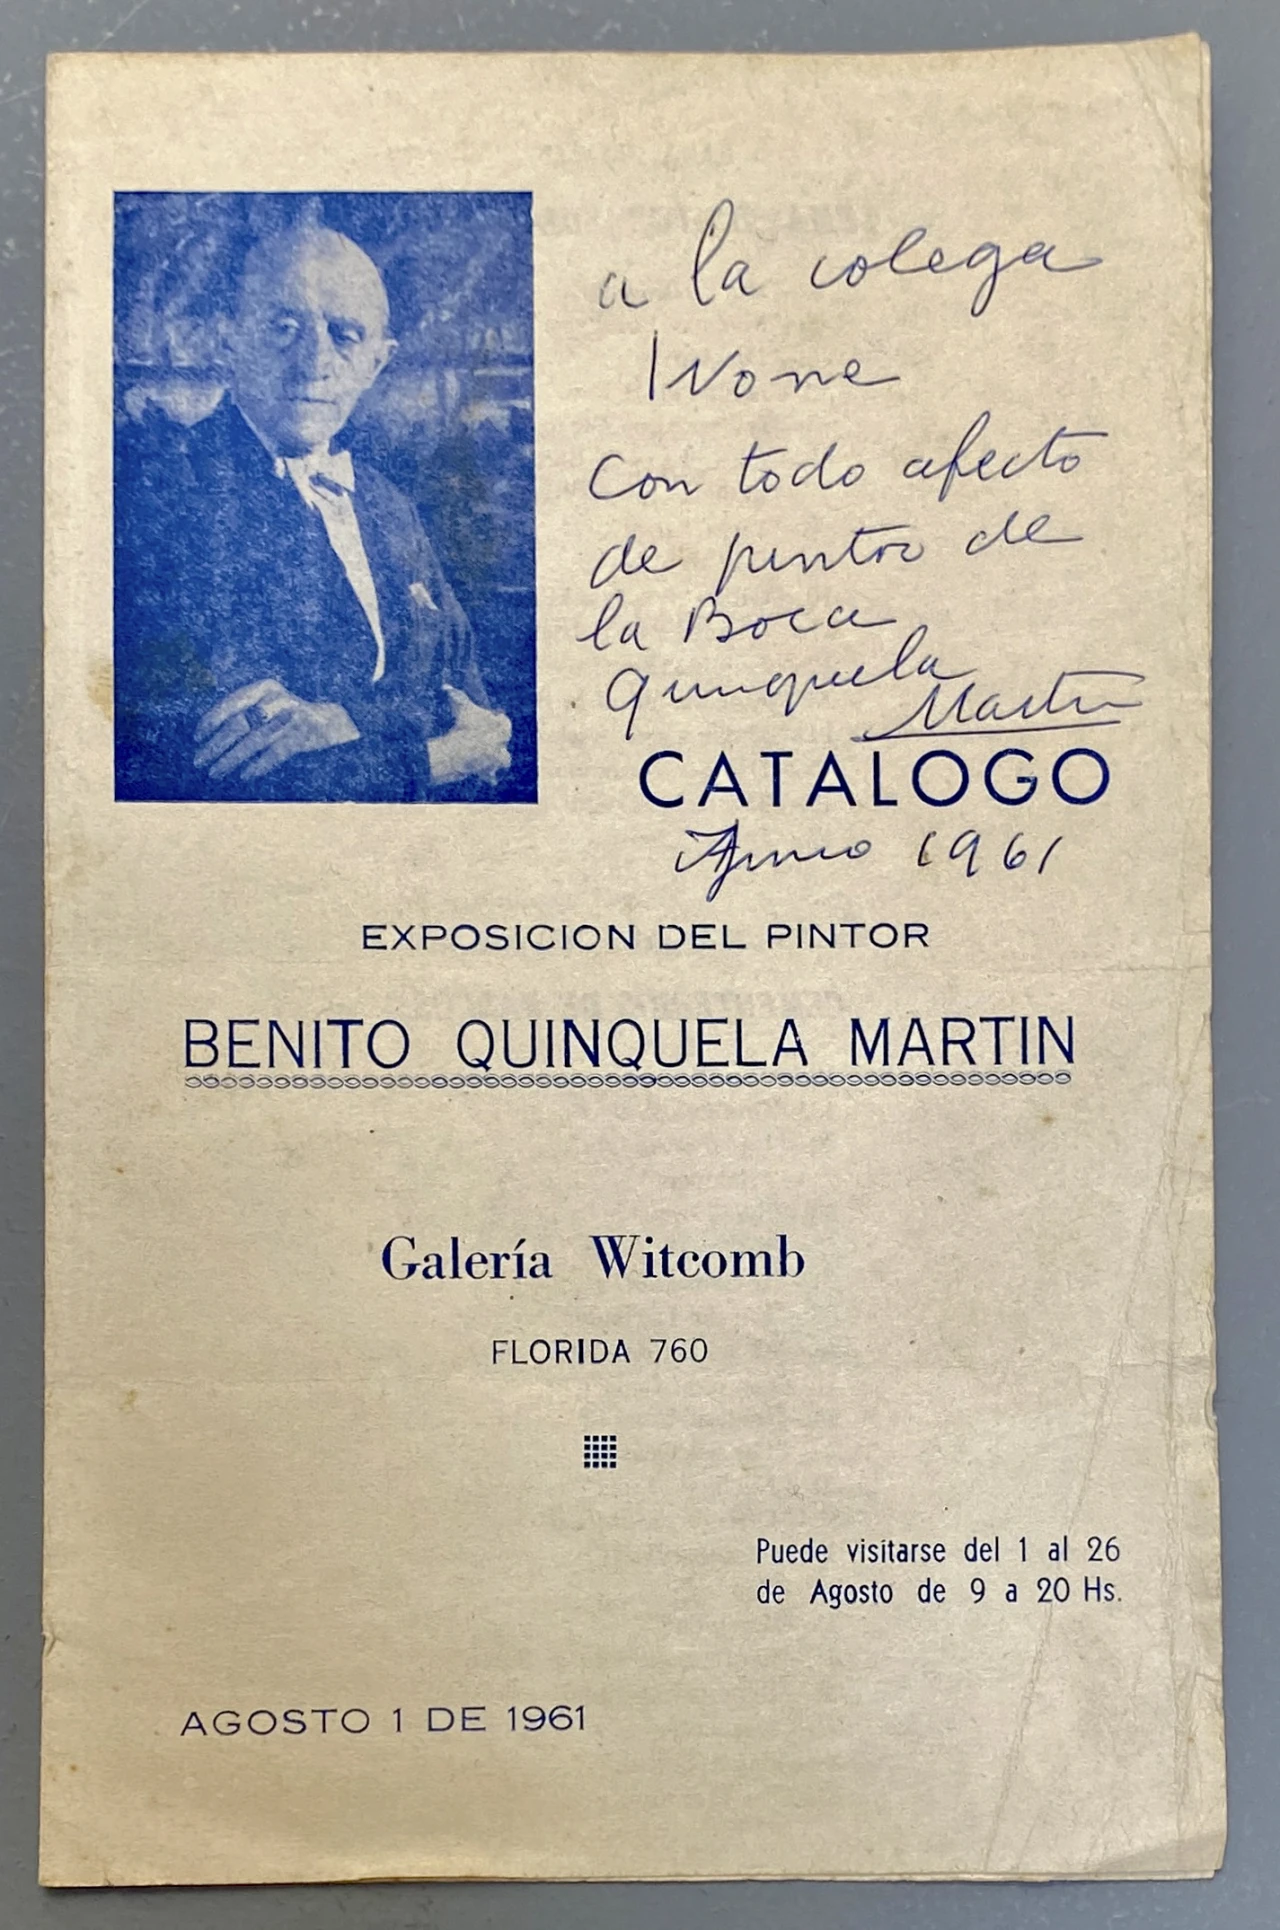 a la colega
Ivone
con todo afecto
de pintor de
la Boca
Quinquela
Martin
CATALOGO
1961
EXPOSICION DEL PINTOR
BENITO QUINQUELA MARTIN
Galería Witcomb
FLORIDA 760
Puede visitarse del 1 al 26
de Agosto de 9 a 20 Hs.
AGOSTO 1 DE 1961